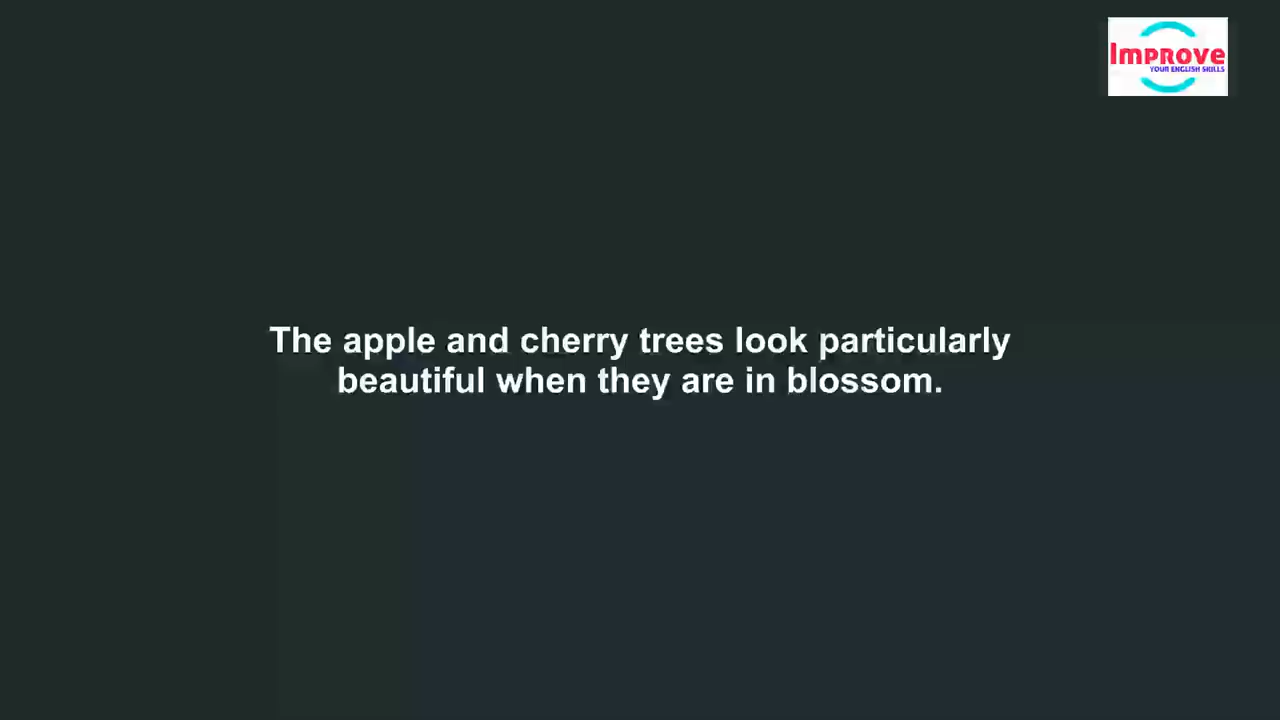 Improve
YOUR ENGLISH SKILLS
The apple and cherry trees look particularly
beautiful when they are in blossom.